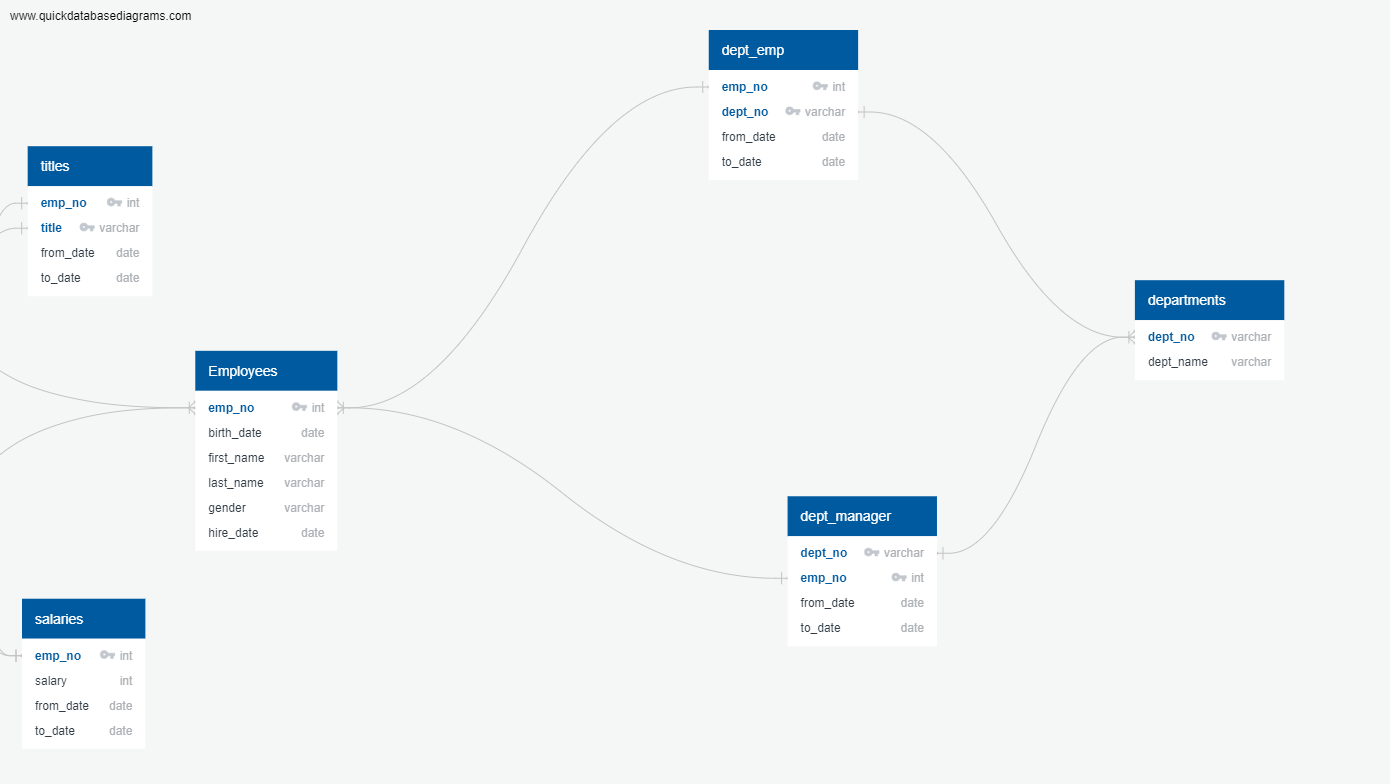 www.quickdatabasediagrams.com
dept_emp
emp_no int
dept_no varchar
from_date date
to_date date
titles
emp_no int
title varchar
from_date date
to_date date
departments
dept_no varchar
dept_name varchar
Employees
emp_no int
birth_date date
first_name varchar
last_name varchar
gender varchar
hire_date date
dept_manager
dept_no varchar
emp_no int
from_date date
to_date date
salaries
emp_no int
salary int
from_date date
to_date date